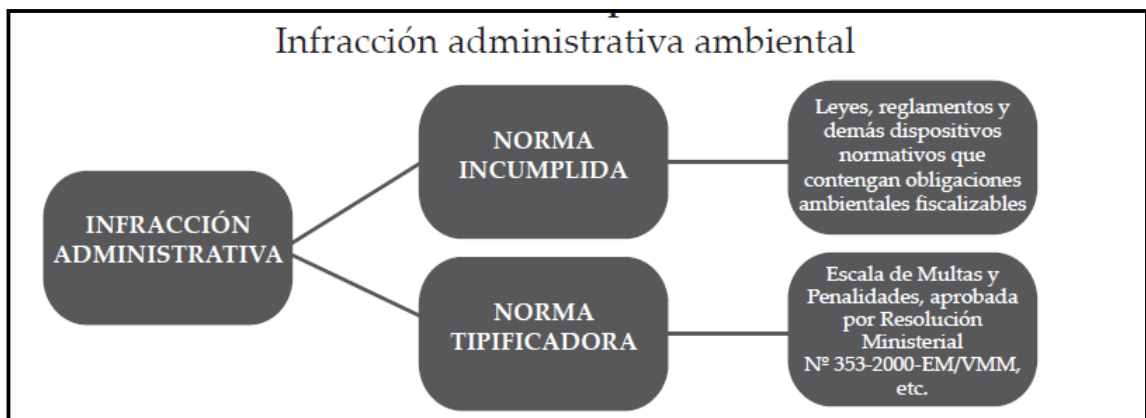 Infracción administrativa ambiental
INFRACCIÓN
ADMINISTRATIVA
NORMA
INCUMPLIDA
Leyes, reglamentos y
demás dispositivos
normativos que
contengan obligaciones
ambientales fiscalizables
NORMA
TIPIFICADORA
Escala de Multas y
Penalidades, aprobada
por Resolución
Ministerial
Nº 353-2000-EM/VMM,
etc.